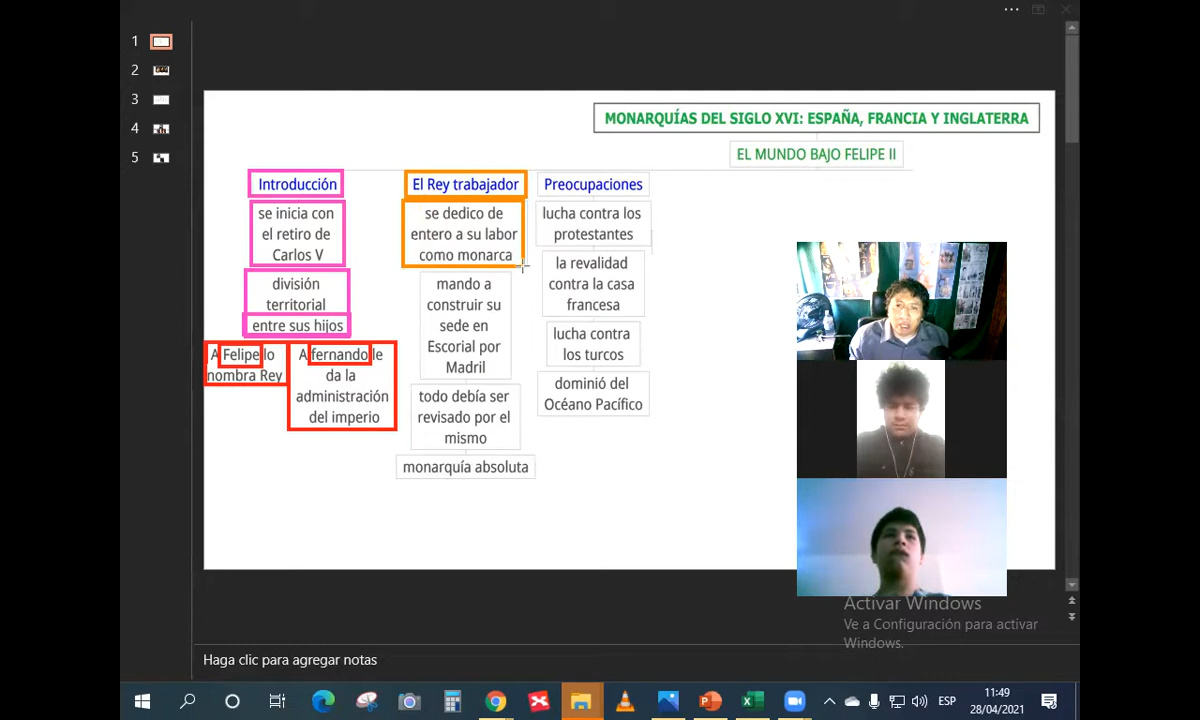 1
2
3
4
5
MONARQUÍAS DEL SIGLO XVI: ESPAÑA, FRANCIA Y INGLATERRA
EL MUNDO BAJO FELIPE II
Introducción
se inicia con
el retiro de
Carlos V
división
territorial
entre sus hijos
A Felipe lo
nombra Rey
A fernando le
da la
administración
del imperio
El Rey trabajador
se dedico de
entero a su labor
como monarca
mando a
construir su
sede en
Escorial por
Madril
todo debía ser
revisado por el
mismo
monarquía absoluta
Preocupaciones
lucha contra los
protestantes
la revalidad
contra la casa
francesa
lucha contra
los turcos
dominió del
Océano Pacífico
Activar Windows
Ve a Configuración para activar
Windows.
Haga clic para agregar notas
ESP
11:49
28/04/2021